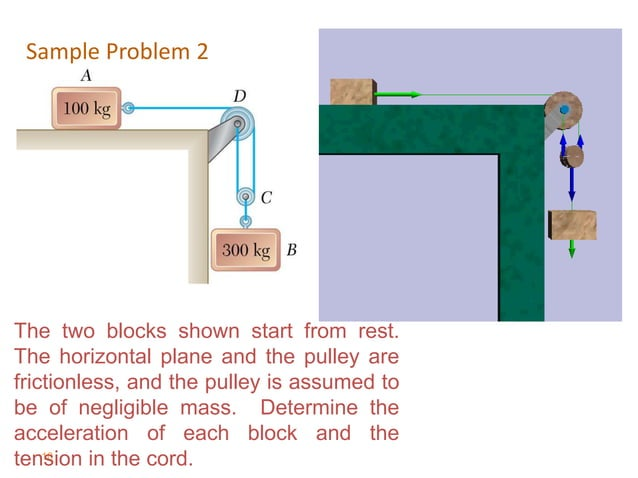 Sample Problem 2
A
100 kg
D
C
300 kg
B
The two blocks shown start from rest.
The horizontal plane and the pulley are
frictionless, and the pulley is assumed to
be of negligible mass. Determine the
acceleration of each block and the
tension in the cord.